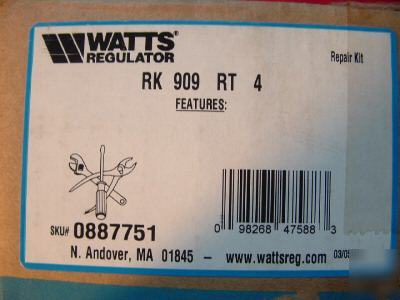 WATTS®
REGULATOR
Repair Kit
RK 909 RT 4
FEATURES:
SKU# 0887751
0 98268 47588 3
N. Andover, MA 01845 - www.wattsreg.com